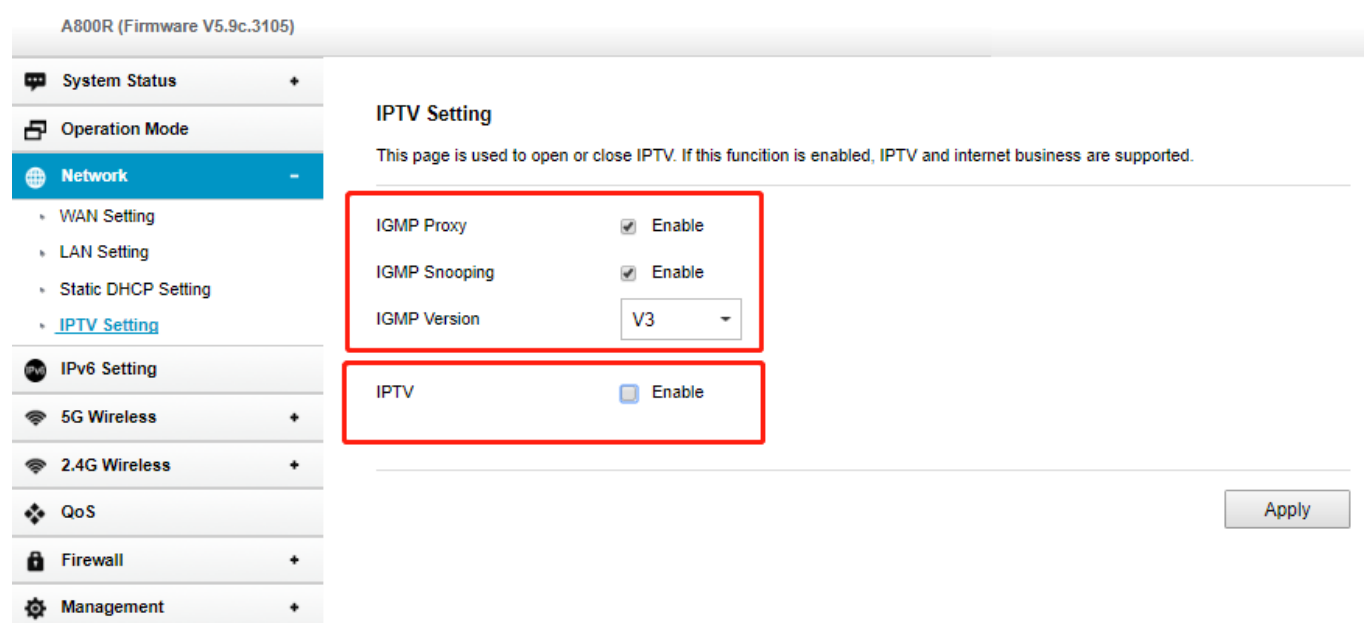 A800R (Firmware V5.9c.3105)
System Status +
Operation Mode
Network -
WAN Setting
LAN Setting
Static DHCP Setting
IPTV Setting
IPv6 IPv6 Setting
5G Wireless +
2.4G Wireless +
QoS
Firewall +
Management +
IPTV Setting
This page is used to open or close IPTV. If this funcition is enabled, IPTV and internet business are supported.
IGMP Proxy Enable
IGMP Snooping Enable
IGMP Version V3
IPTV Enable
Apply